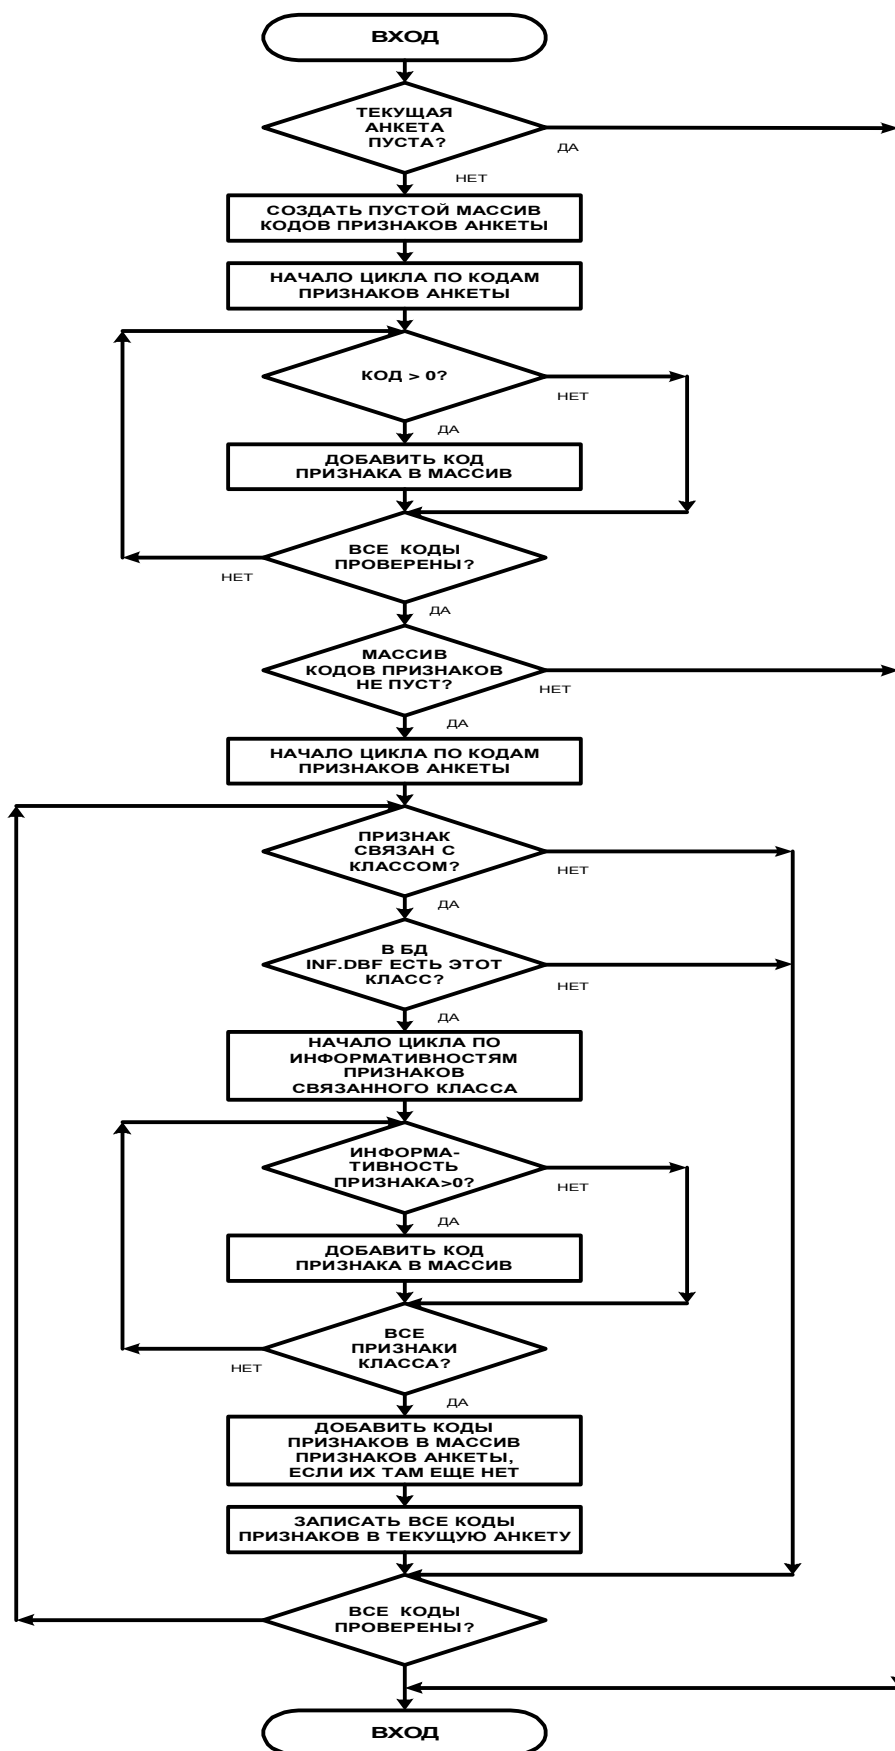 ВХОД
ТЕКУЩАЯ
АНКЕТА
ПУСТА?
ДА
НЕТ
СОЗДАТЬ ПУСТОЙ МАССИВ
КОДОВ ПРИЗНАКОВ АНКЕТЫ
НАЧАЛО ЦИКЛА ПО КОДАМ
ПРИЗНАКОВ АНКЕТЫ
КОД > 0?
НЕТ
ДА
ДОБАВИТЬ КОД
ПРИЗНАКА В МАССИВ
ВСЕ КОДЫ
ПРОВЕРЕНЫ?
НЕТ
ДА
МАССИВ
КОДОВ ПРИЗНАКОВ
НЕ ПУСТ?
НЕТ
ДА
НАЧАЛО ЦИКЛА ПО КОДАМ
ПРИЗНАКОВ АНКЕТЫ
ПРИЗНАК
СВЯЗАН С
КЛАССОМ?
НЕТ
ДА
В БД
INF.DBF ЕСТЬ ЭТОТ
КЛАСС?
НЕТ
ДА
НАЧАЛО ЦИКЛА ПО
ИНФОРМАТИВНОСТЯМ
ПРИЗНАКОВ
СВЯЗАННОГО КЛАССА
ИНФОРМА-
ТИВНОСТЬ
ПРИЗНАКА>0?
НЕТ
ДА
ДОБАВИТЬ КОД
ПРИЗНАКА В МАССИВ
ВСЕ
ПРИЗНАКИ
КЛАССА?
НЕТ
ДА
ДОБАВИТЬ КОДЫ
ПРИЗНАКОВ В МАССИВ
ПРИЗНАКОВ АНКЕТЫ,
ЕСЛИ ИХ ТАМ ЕЩЕ НЕТ
ЗАПИСАТЬ ВСЕ КОДЫ
ПРИЗНАКОВ В ТЕКУЩУЮ АНКЕТУ
ВСЕ КОДЫ
ПРОВЕРЕНЫ?
ВХОД